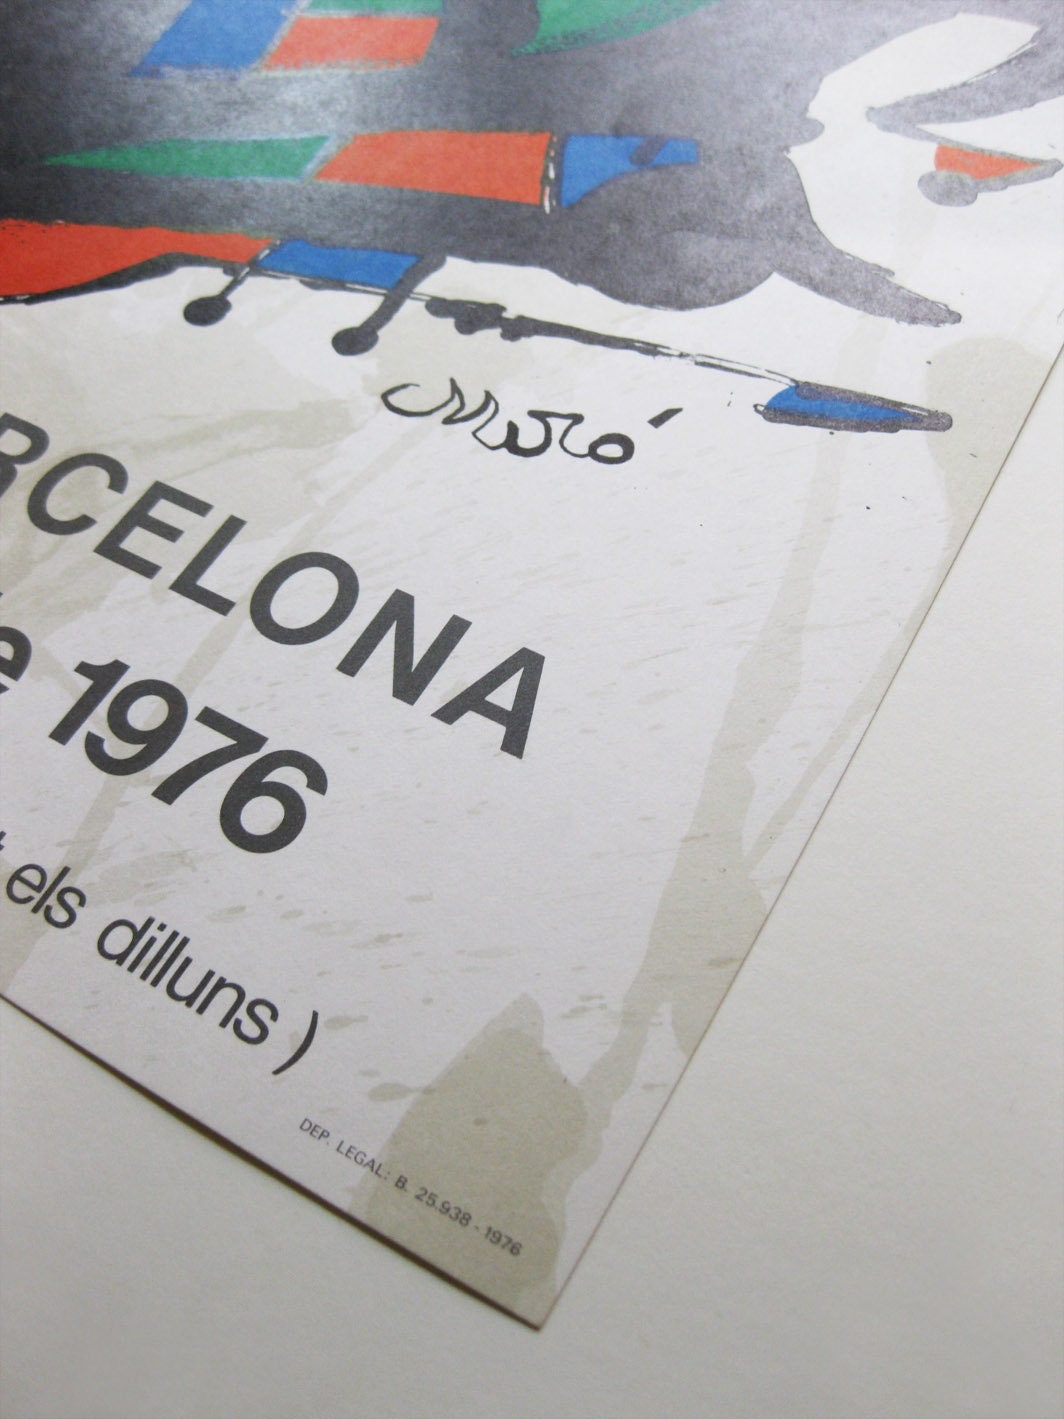 Miró
RCELONA
e 1976
els dilluns )
DEP. LEGAL: B. 25.938 - 1976